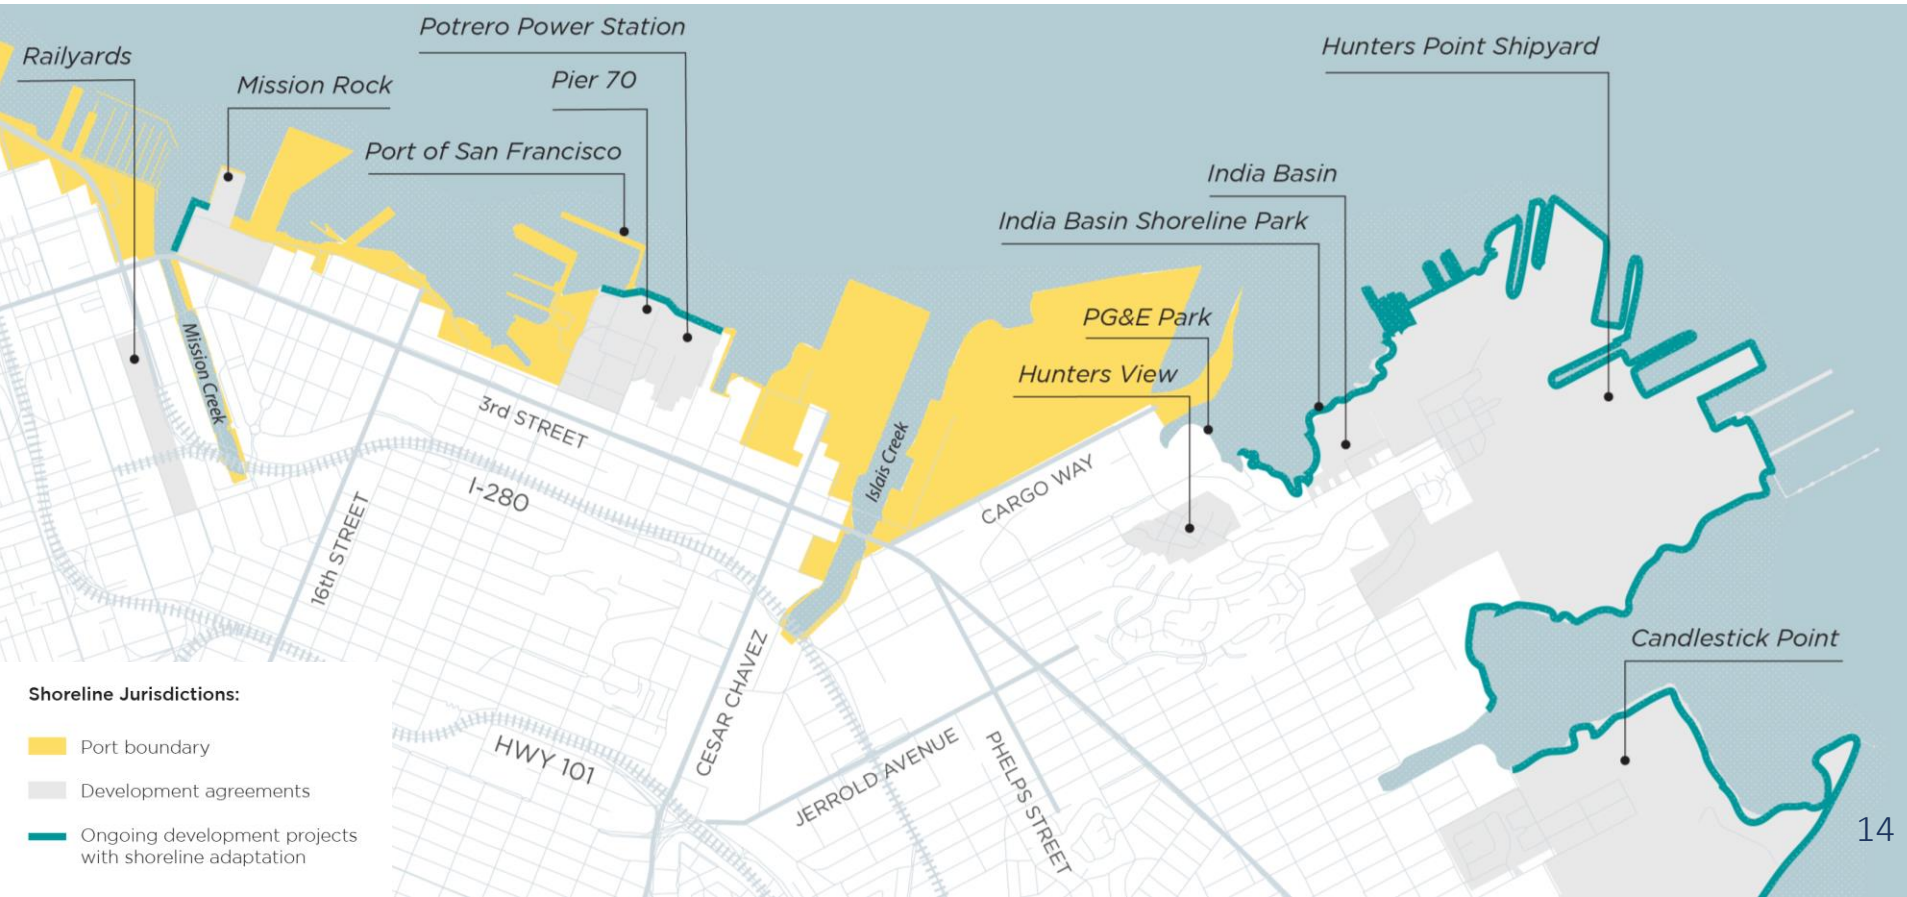 Railyards
Mission Rock
Potrero Power Station
Pier 70
Port of San Francisco
Hunters Point Shipyard
India Basin
India Basin Shoreline Park
PG&E Park
Hunters View
Mission Creek
3rd STREET
I-280
16th STREET
Islais Creek
CARGO WAY
CESAR CHAVEZ
HWY 101
JERROLD AVENUE
PHELPS STREET
Candlestick Point
Shoreline Jurisdictions:
Port boundary
Development agreements
Ongoing development projects
with shoreline adaptation
14